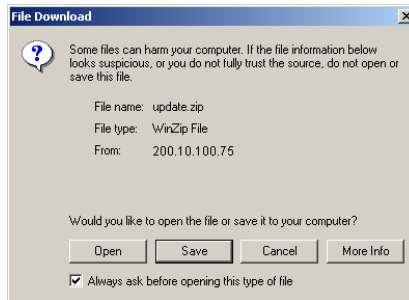 File Download
Some files can harm your computer. If the file information below
looks suspicious, or you do not fully trust the source, do not open or
save this file.
File name: update.zip
File type: WinZip File
From: 200.10.100.75
Would you like to open the file or save it to your computer?
Open Save Cancel More Info
Always ask before opening this type of file